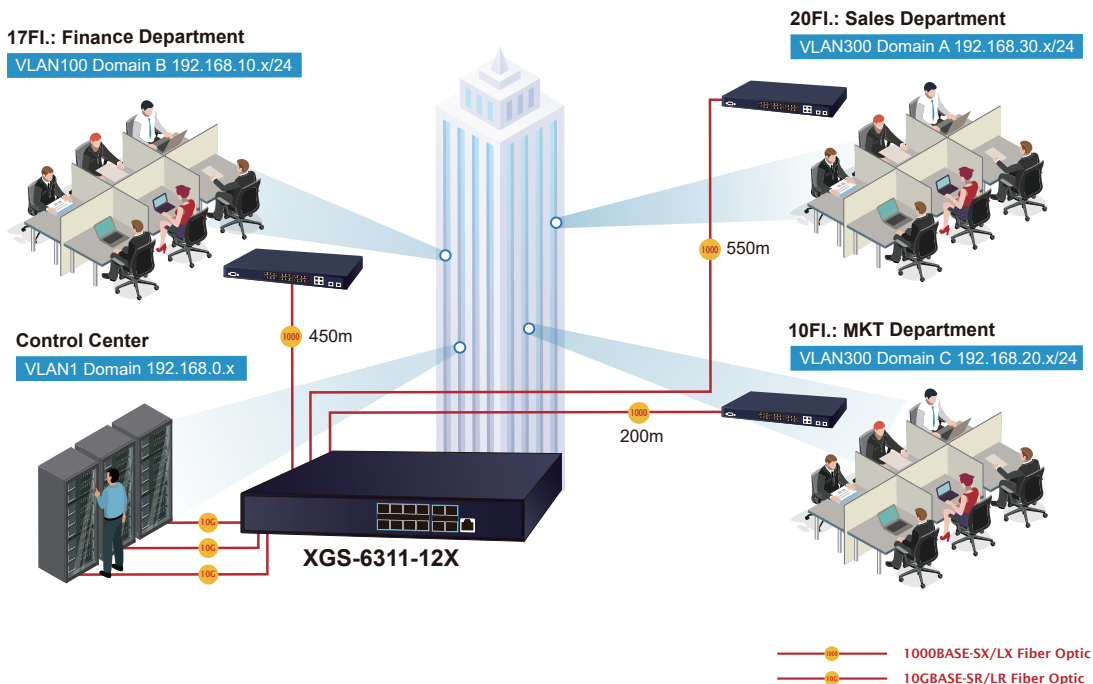 17Fl.: Finance Department
VLAN100 Domain B 192.168.10.x/24
20Fl.: Sales Department
VLAN300 Domain A 192.168.30.x/24
1000
550m
1000
450m
Control Center
VLAN1 Domain 192.168.0.x
10Fl.: MKT Department
VLAN300 Domain C 192.168.20.x/24
1000
200m
10G
10G
10G
XGS-6311-12X
1000 1000BASE-SX/LX Fiber Optic
10G 10GBASE-SR/LR Fiber Optic